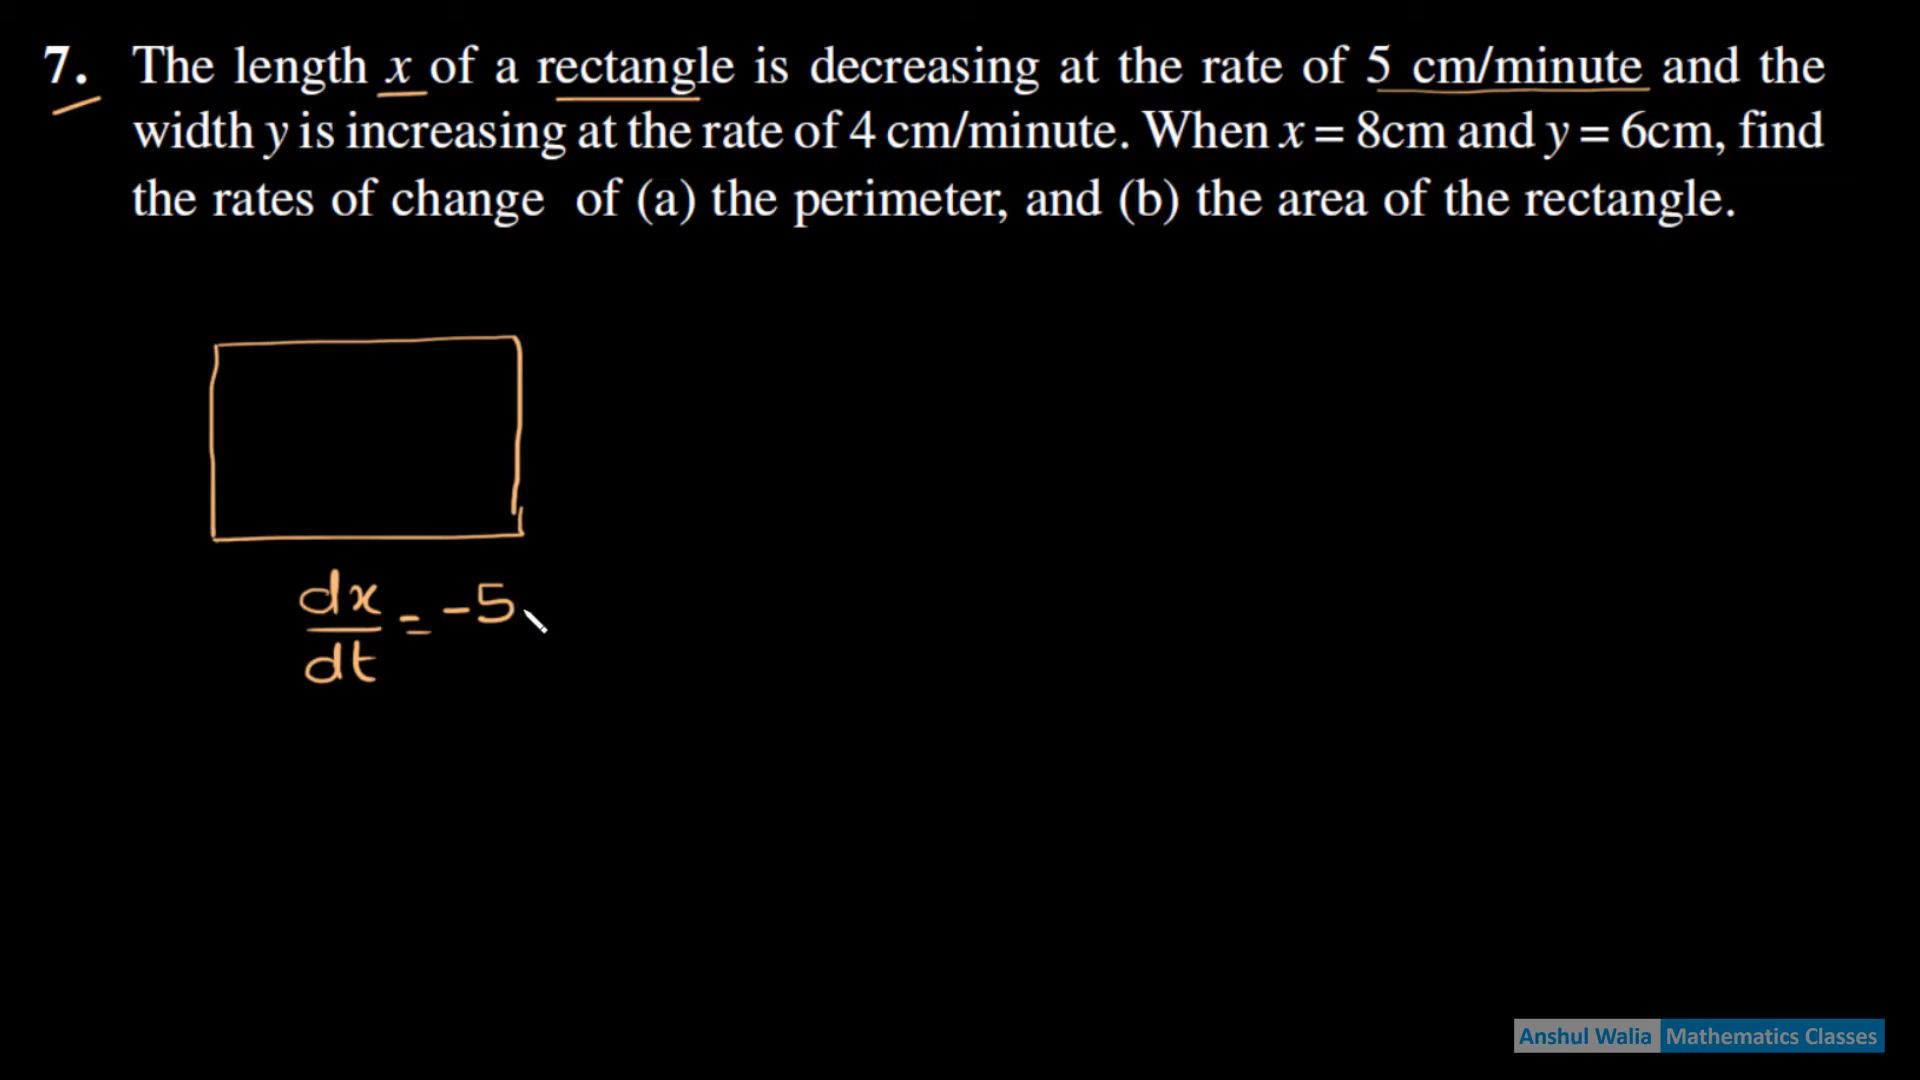 7. The length x of a rectangle is decreasing at the rate of 5 cm/minute and the
width y is increasing at the rate of 4 cm/minute. When x = 8cm and y = 6cm, find
the rates of change of (a) the perimeter, and (b) the area of the rectangle.
dx/dt = -5
Anshul Walia Mathematics Classes